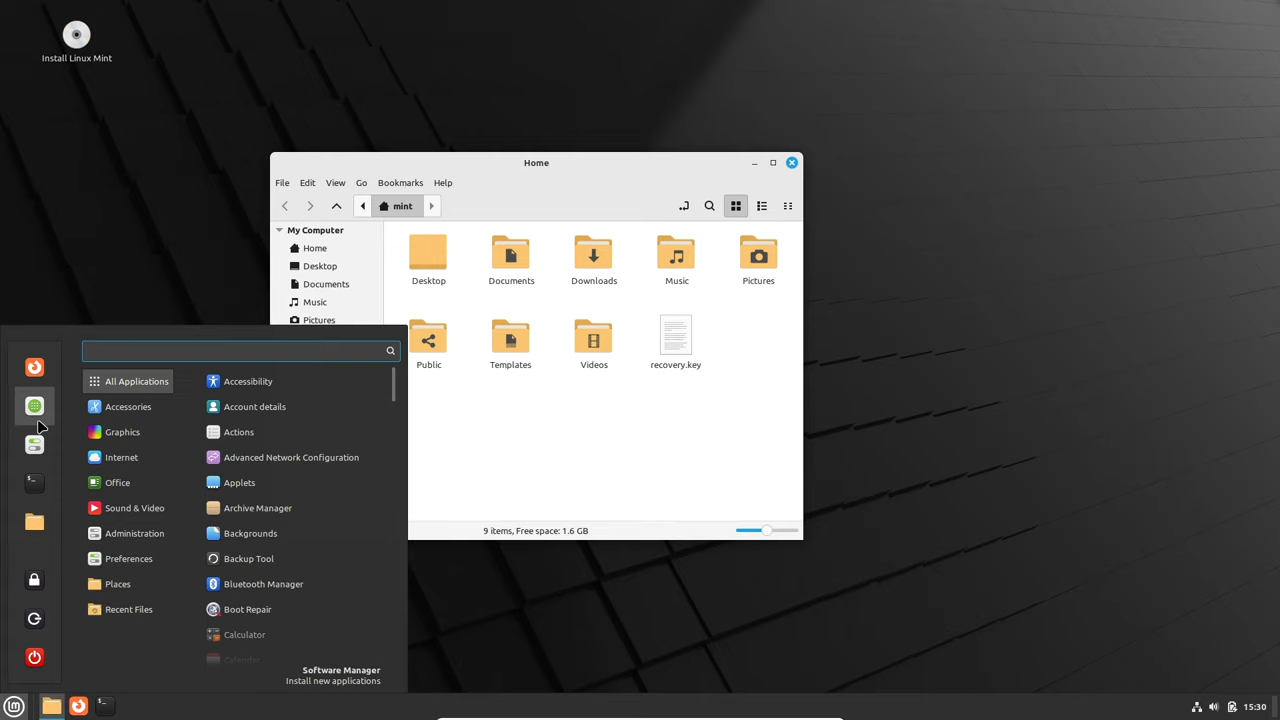 Install Linux Mint
Home
File Edit View Go Bookmarks Help
mint
My Computer
Home
Desktop
Documents
Music
Pictures
Desktop
Documents
Downloads
Music
Pictures
Public
Templates
Videos
recovery.key
9 items, Free space: 1.6 GB
All Applications
Accessories
Graphics
Internet
Office
Sound & Video
Administration
Preferences
Places
Recent Files
Accessibility
Account details
Actions
Advanced Network Configuration
Applets
Archive Manager
Backgrounds
Backup Tool
Bluetooth Manager
Boot Repair
Calculator
Calendar
Software Manager
Install new applications
15:30